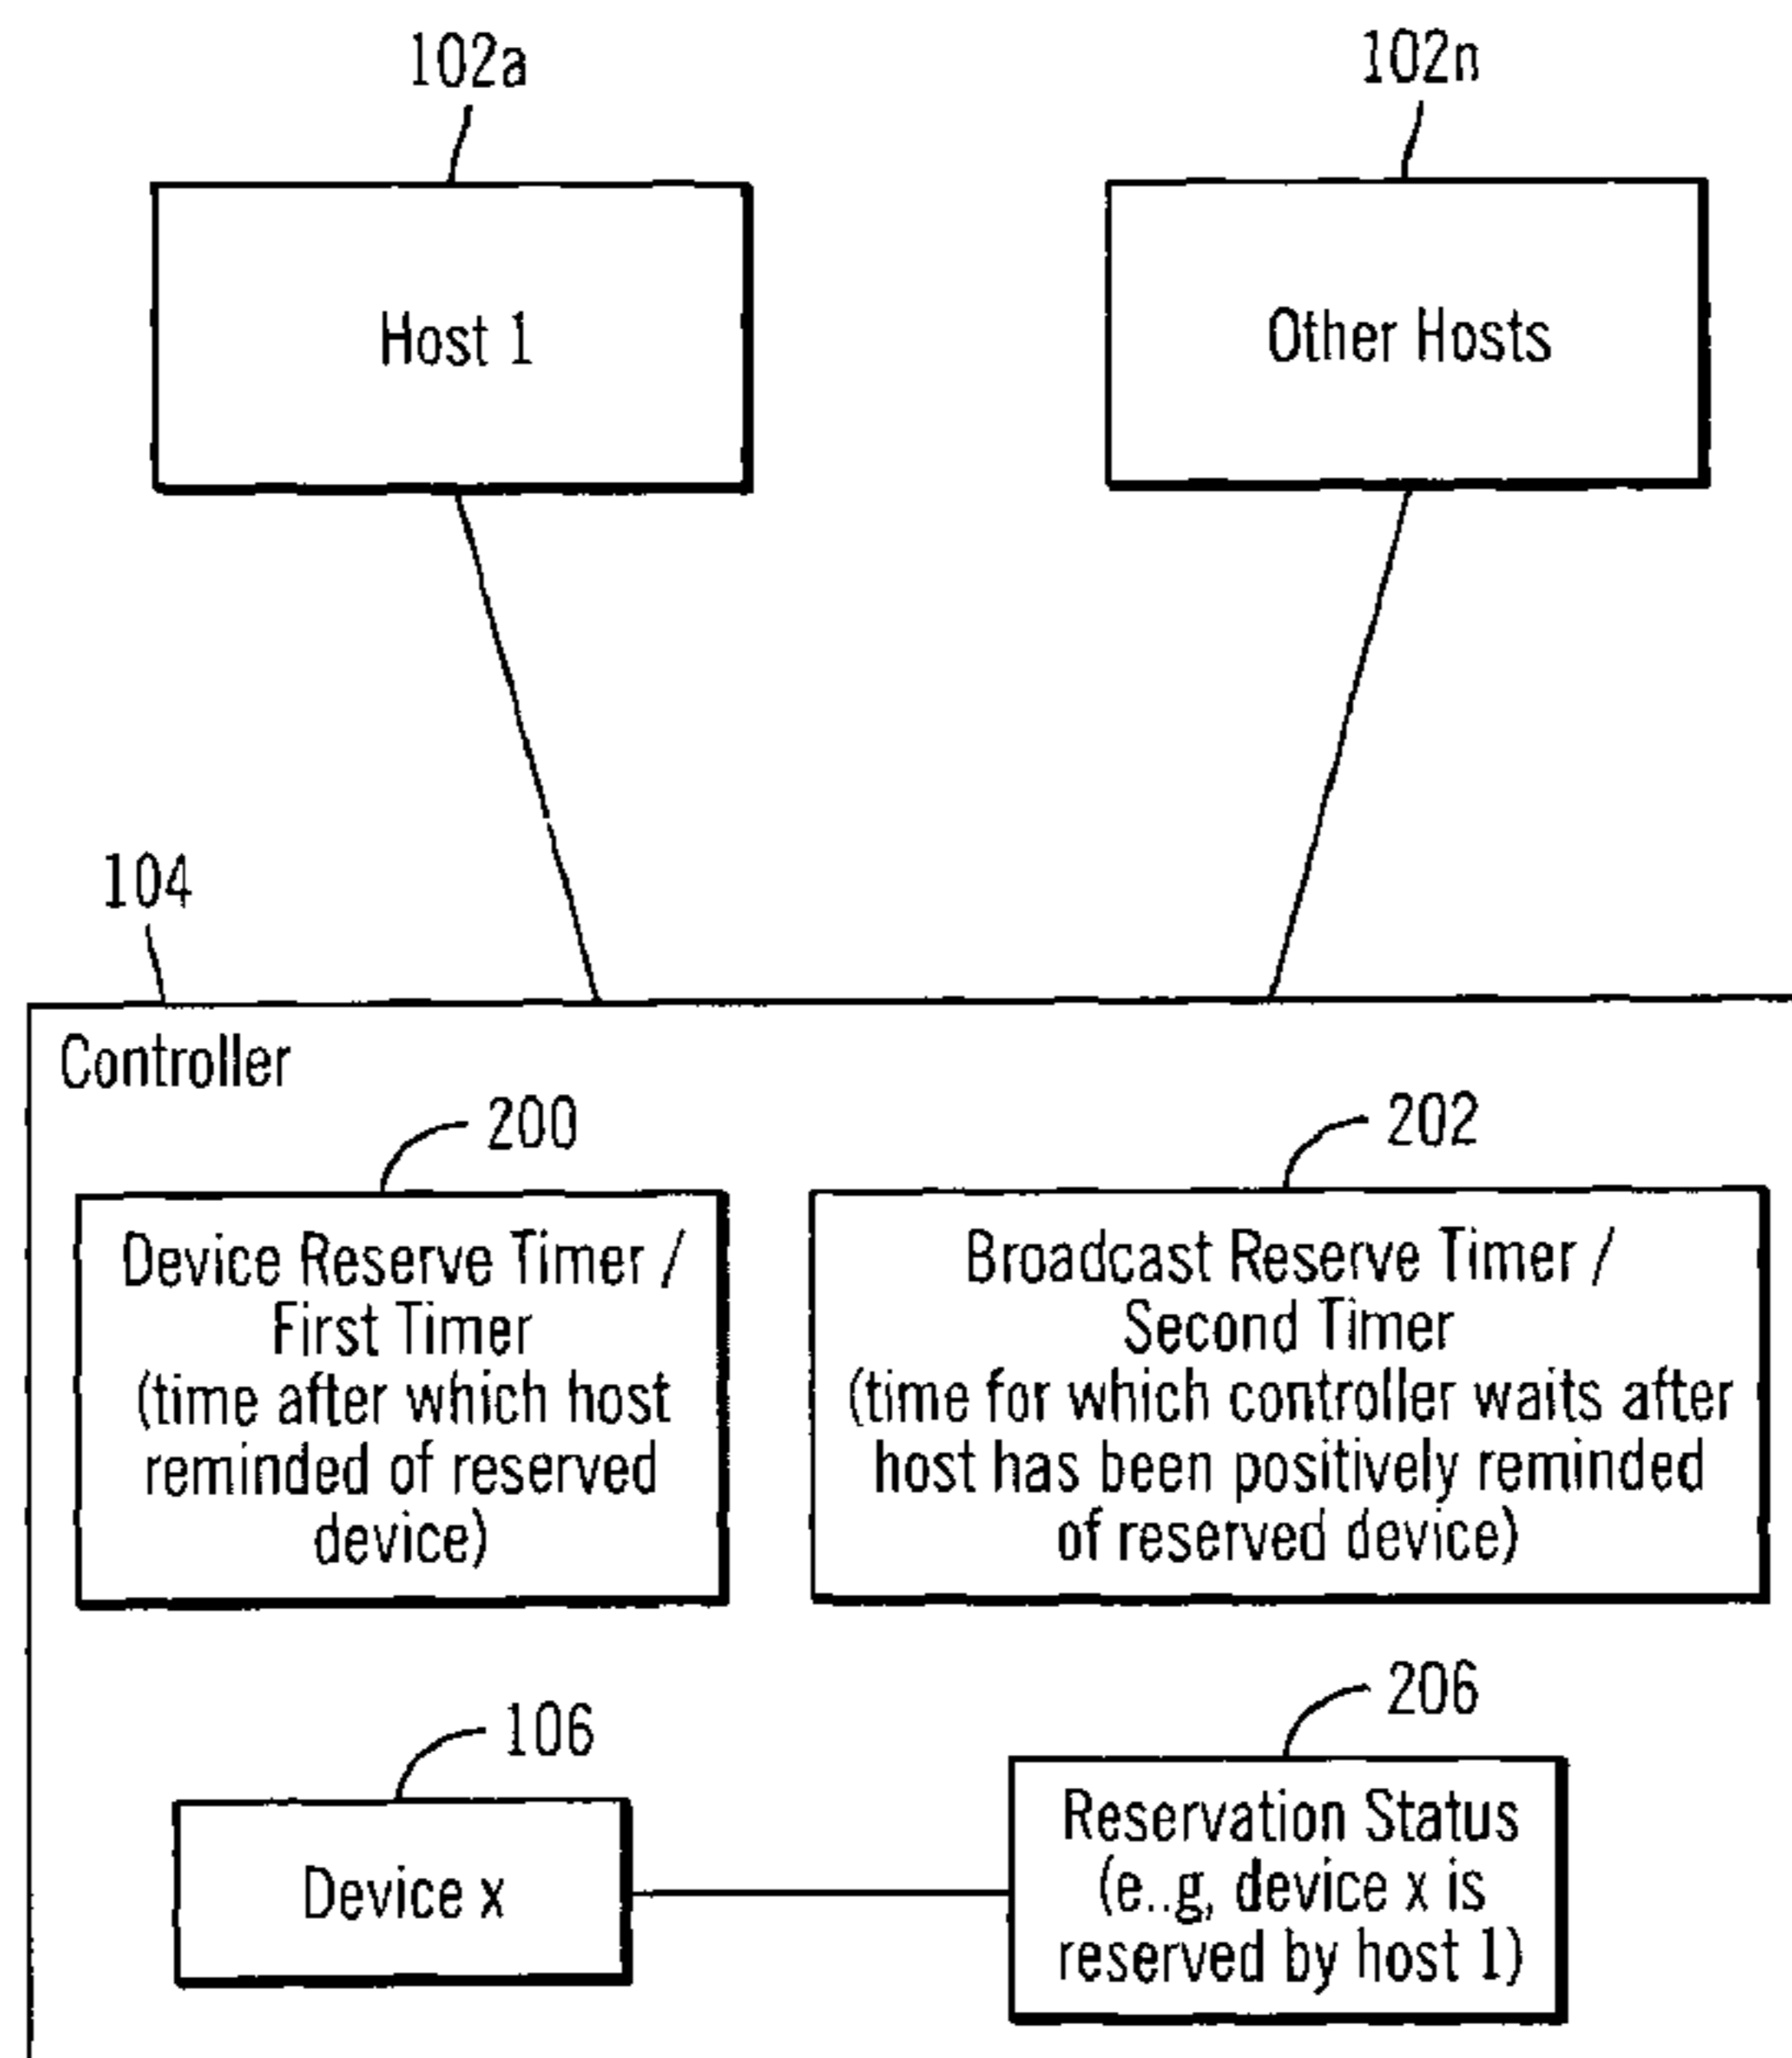 102a
102n
Host 1
Other Hosts
104
Controller
200
202
Device Reserve Timer /
First Timer
(time after which host
reminded of reserved
device)
Broadcast Reserve Timer /
Second Timer
(time for which controller waits after
host has been positively reminded
of reserved device)
106
206
Device x
Reservation Status
(e..g, device x is
reserved by host 1)